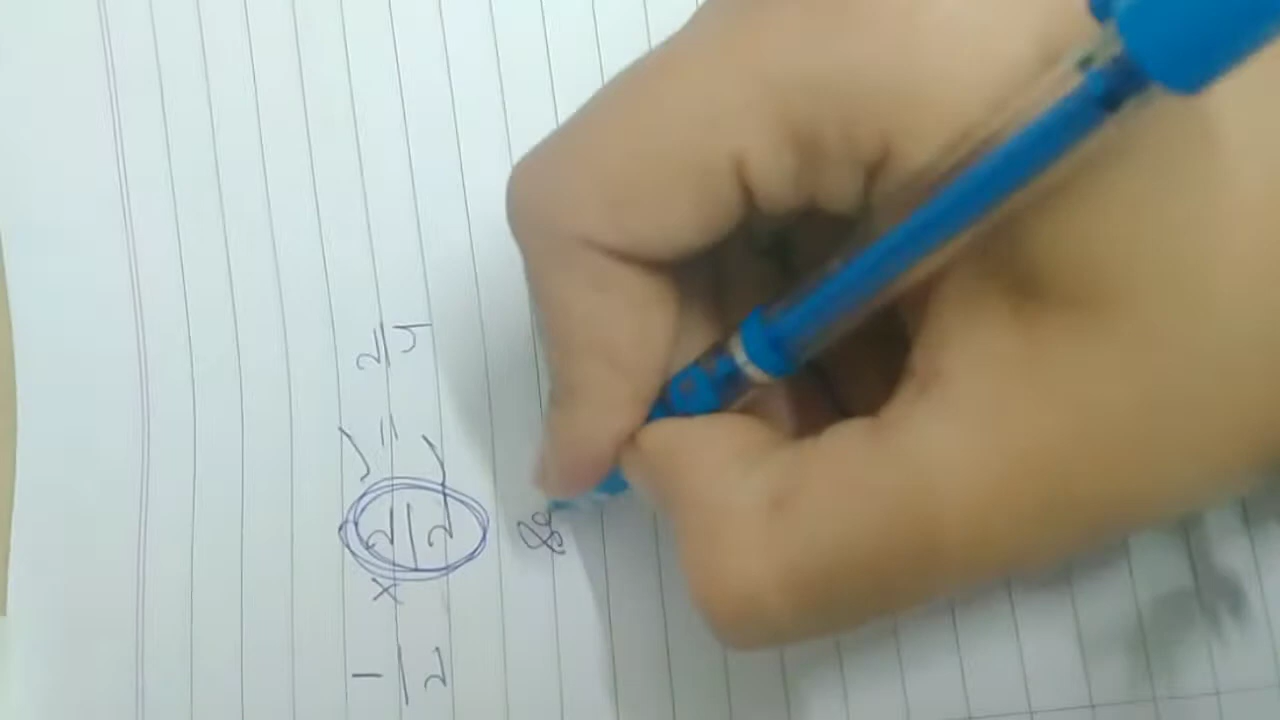 1/2 × 2/2 = 2/4